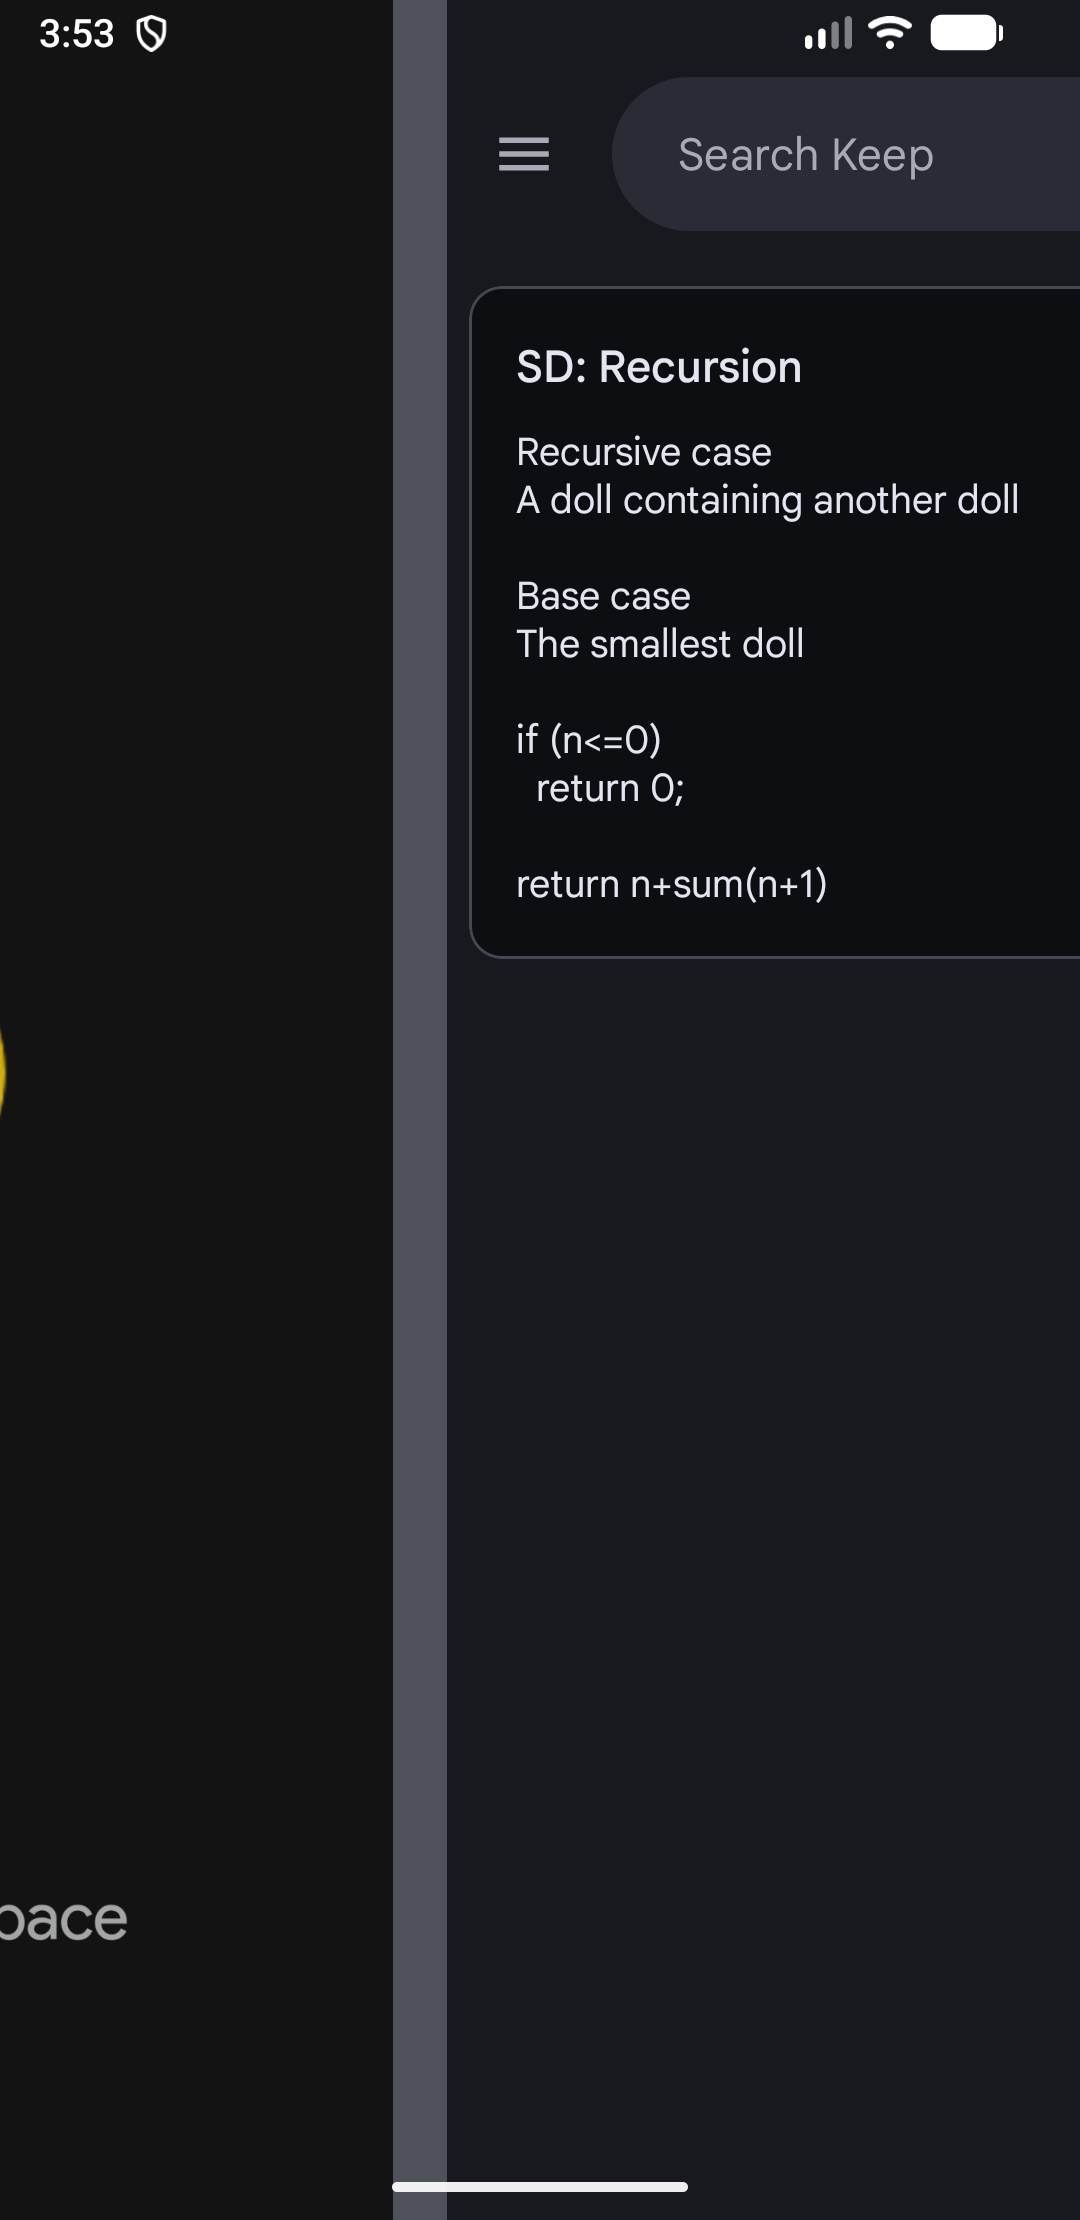 3:53
Search Keep
SD: Recursion
Recursive case
A doll containing another doll
Base case
The smallest doll
if (n<=0)
  return 0;
return n+sum(n+1)
pace